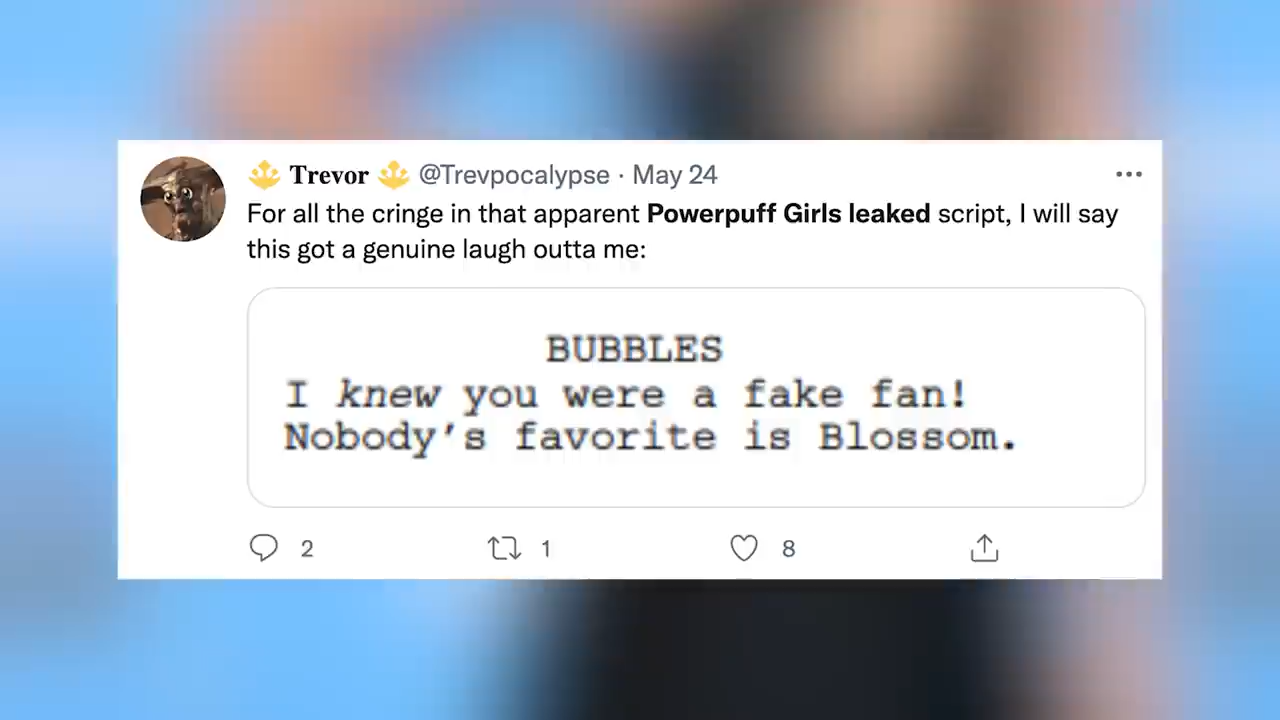 Trevor @Trevpocalypse · May 24
For all the cringe in that apparent Powerpuff Girls leaked script, I will say
this got a genuine laugh outta me:
BUBBLES
I knew you were a fake fan!
Nobody's favorite is Blossom.
2 1 8